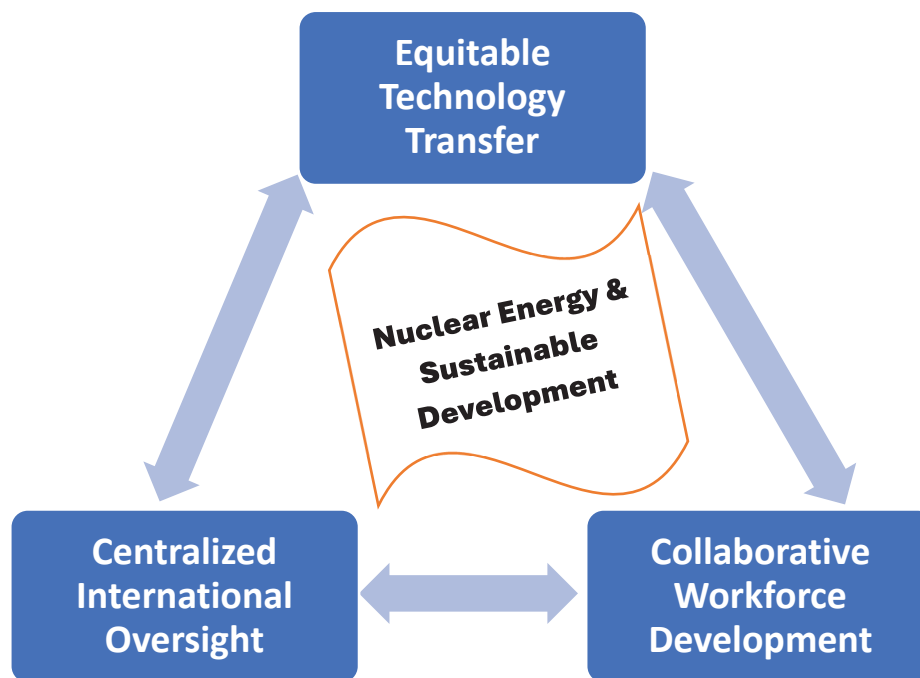 Equitable
Technology
Transfer
Nuclear Energy &
Sustainable
Development
Centralized
International
Oversight
Collaborative
Workforce
Development